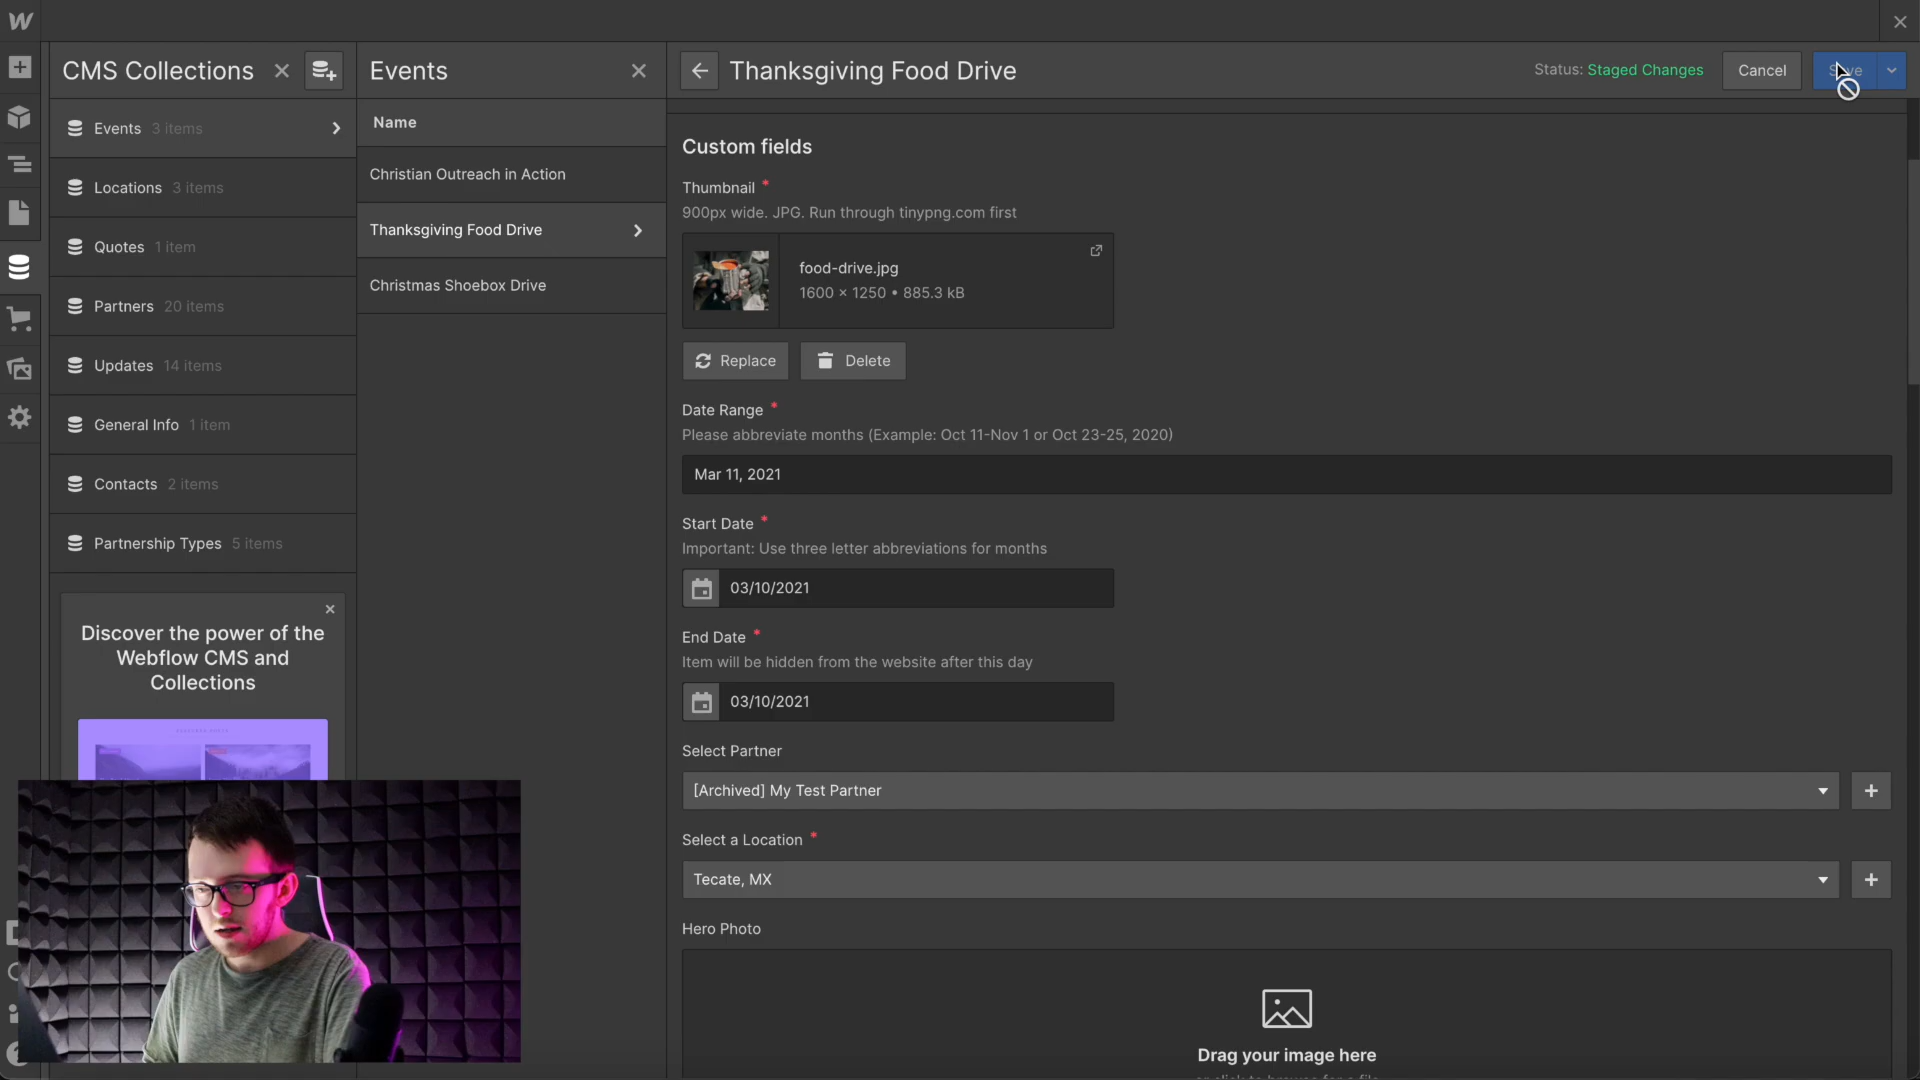 CMS Collections
Events 3 items
Locations 3 items
Quotes 1 item
Partners 20 items
Updates 14 items
General Info 1 item
Contacts 2 items
Partnership Types 5 items
Discover the power of the
Webflow CMS and
Collections
Events
Name
Christian Outreach in Action
Thanksgiving Food Drive
Christmas Shoebox Drive
Thanksgiving Food Drive
Status: Staged Changes
Cancel
Save
Custom fields
Thumbnail *
900px wide. JPG. Run through tinypng.com first
food-drive.jpg
1600 × 1250 • 885.3 kB
Replace
Delete
Date Range *
Please abbreviate months (Example: Oct 11-Nov 1 or Oct 23-25, 2020)
Mar 11, 2021
Start Date *
Important: Use three letter abbreviations for months
03/10/2021
End Date *
Item will be hidden from the website after this day
03/10/2021
Select Partner
[Archived] My Test Partner
Select a Location *
Tecate, MX
Hero Photo
Drag your image here